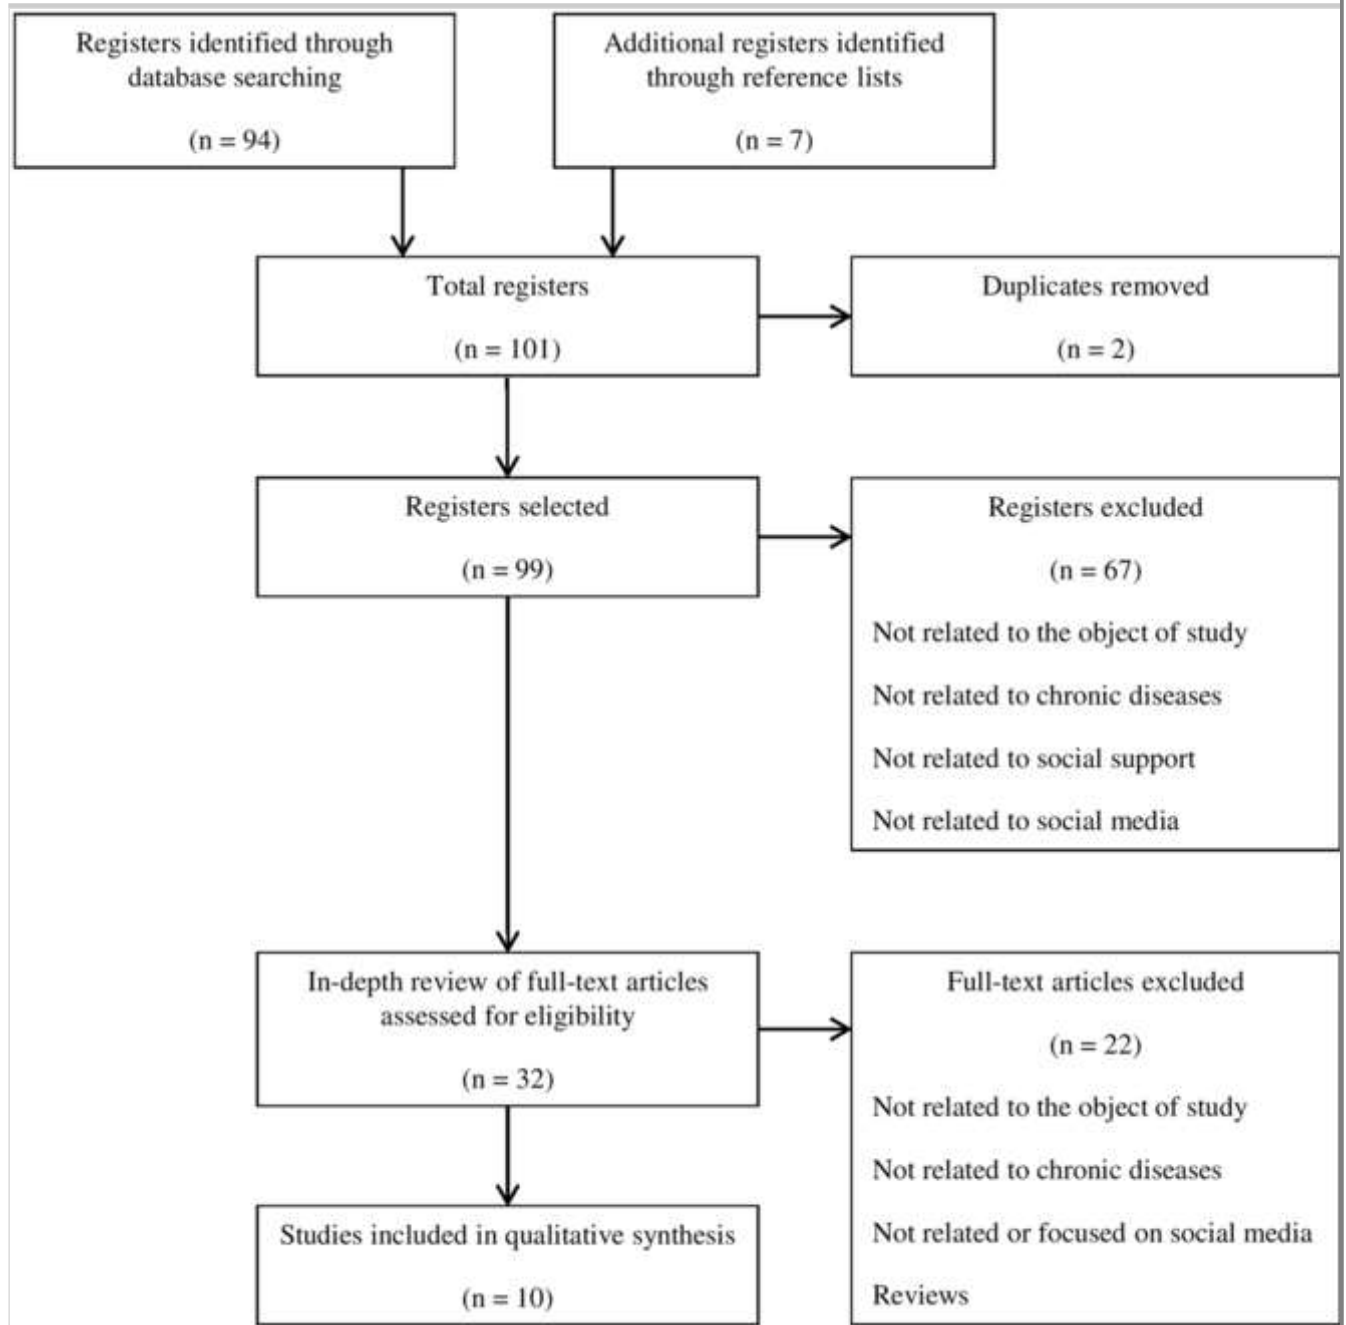 Registers identified through
database searching
(n = 94)
Additional registers identified
through reference lists
(n = 7)
Total registers
(n = 101)
Duplicates removed
(n = 2)
Registers selected
(n = 99)
Registers excluded
(n = 67)
Not related to the object of study
Not related to chronic diseases
Not related to social support
Not related to social media
In-depth review of full-text articles
assessed for eligibility
(n = 32)
Full-text articles excluded
(n = 22)
Not related to the object of study
Not related to chronic diseases
Not related or focused on social media
Reviews
Studies included in qualitative synthesis
(n = 10)